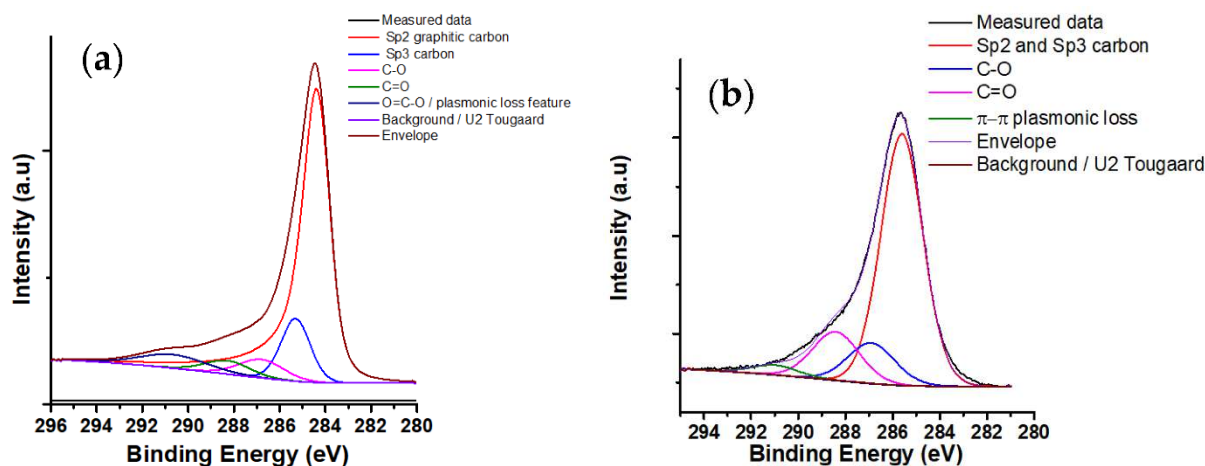 (a)
Measured data
Sp2 graphitic carbon
Sp3 carbon
C-O
C=O
O=C-O / plasmonic loss feature
Background / U2 Tougaard
Envelope
Intensity (a.u)
296 294 292 290 288 286 284 282 280
Binding Energy (eV)
(b)
Measured data
Sp2 and Sp3 carbon
C-O
C=O
π–π plasmonic loss
Envelope
Background / U2 Tougaard
Intensity (a.u)
294 292 290 288 286 284 282 280
Binding Energy (eV)